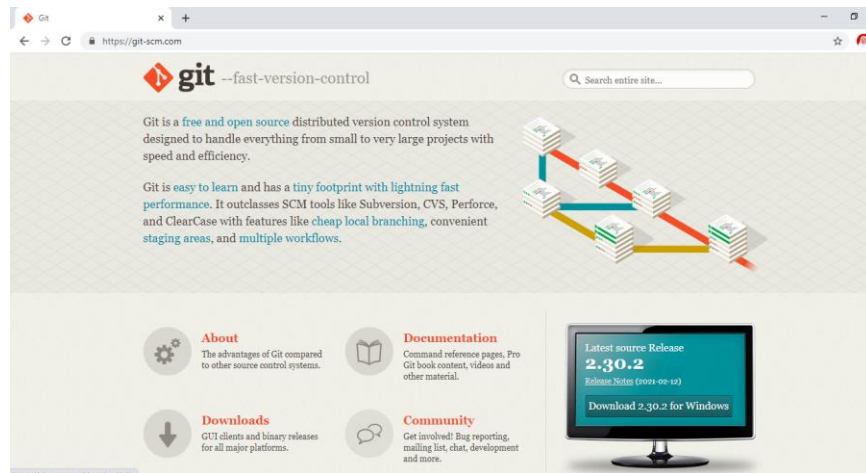 Git
https://git-scm.com
git --fast-version-control
Search entire site...
Git is a free and open source distributed version control system
designed to handle everything from small to very large projects with
speed and efficiency.
Git is easy to learn and has a tiny footprint with lightning fast
performance. It outclasses SCM tools like Subversion, CVS, Perforce,
and ClearCase with features like cheap local branching, convenient
staging areas, and multiple workflows.
About
The advantages of Git compared
to other source control systems.
Documentation
Command reference pages, Pro
Git book content, videos and
other material.
Downloads
GUI clients and binary releases
for all major platforms.
Community
Get involved! Bug reporting,
mailing list, chat, development
and more.
Latest source Release
2.30.2
Release Notes (2021-02-12)
Download 2.30.2 for Windows